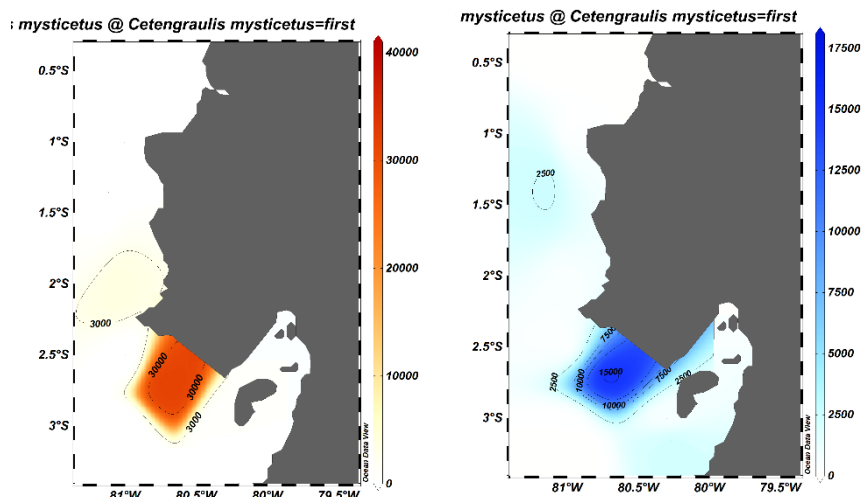 mysticetus @ Cetengraulis mysticetus=first
0.5°S
1°S
1.5°S
2°S
2.5°S
3°S
81°W
80.5°W
80°W
79.5°W
3000
30000
30000
3000
Ocean Data View
40000
30000
20000
10000
0
mysticetus @ Cetengraulis mysticetus=first
0.5°S
1°S
1.5°S
2°S
2.5°S
3°S
81°W
80.5°W
80°W
79.5°W
2500
7500
15000
7500
2500
10000
2500
10000
Ocean Data View
17500
15000
12500
10000
7500
5000
2500
0